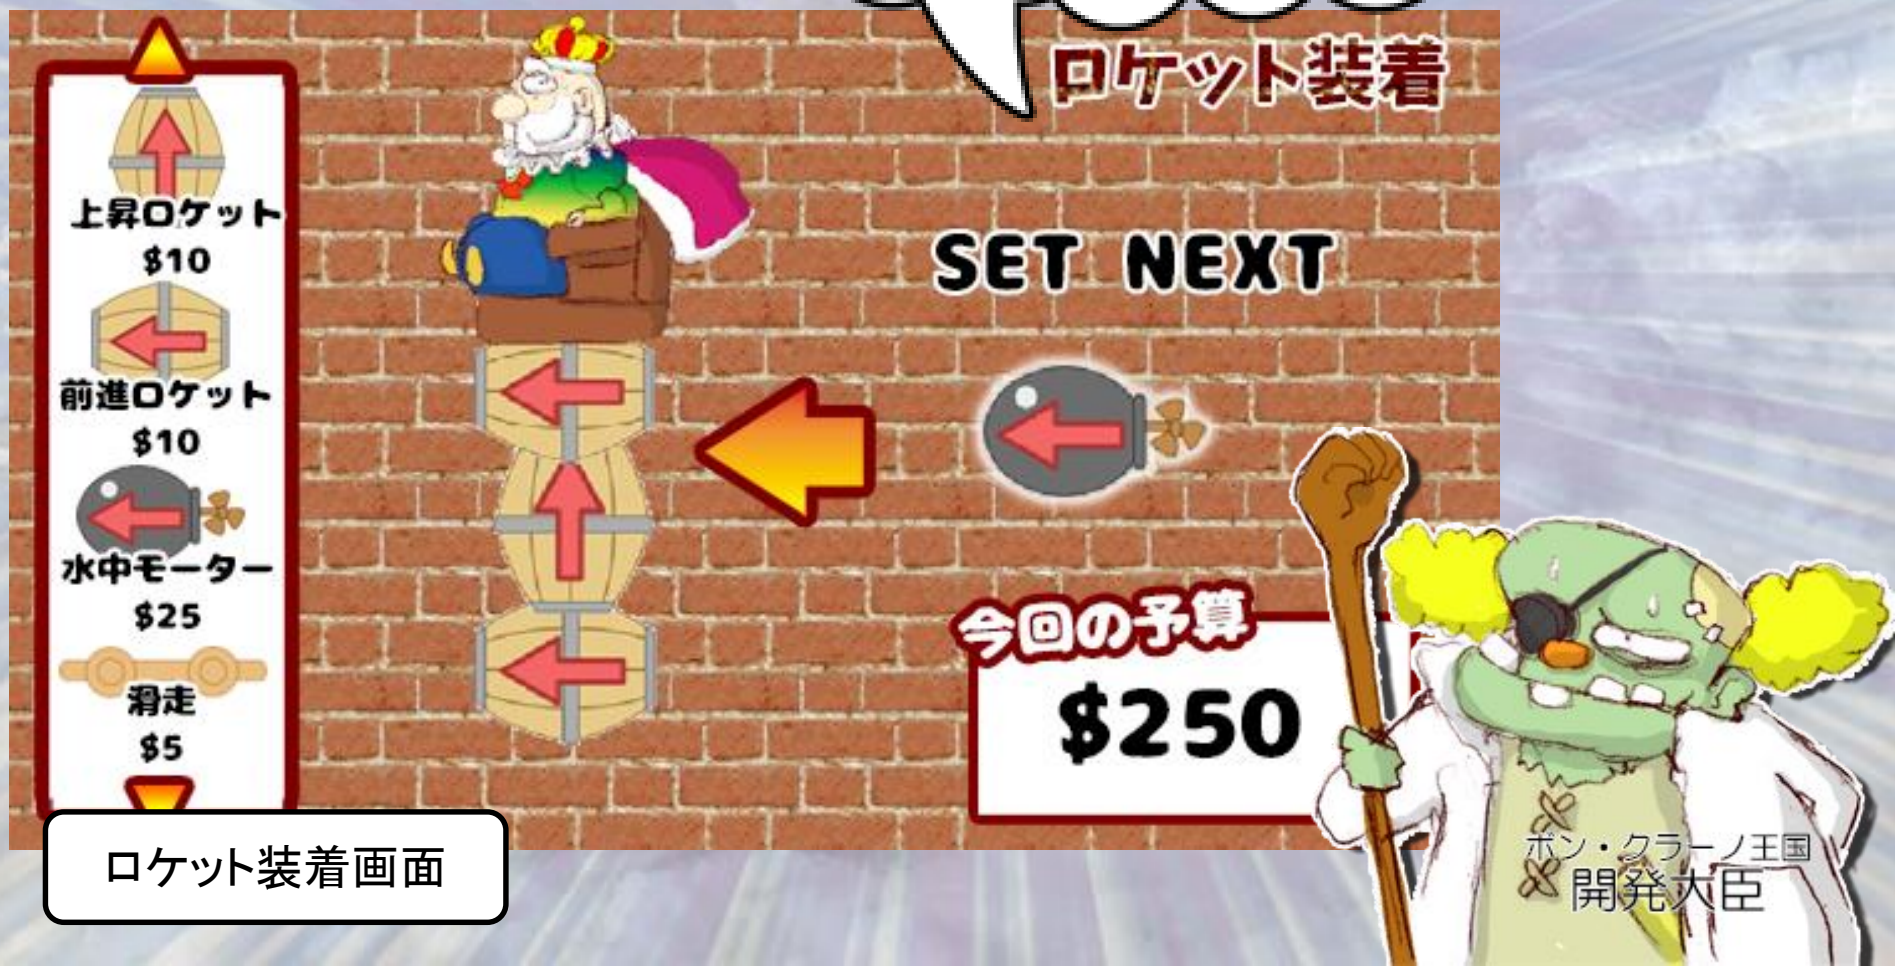 ロケット装着
上昇ロケット
$10
前進ロケット
$10
水中モーター
$25
滑走
$5
SET NEXT
今回の予算
$250
ロケット装着画面
ボン・クラーノ王国
開発大臣